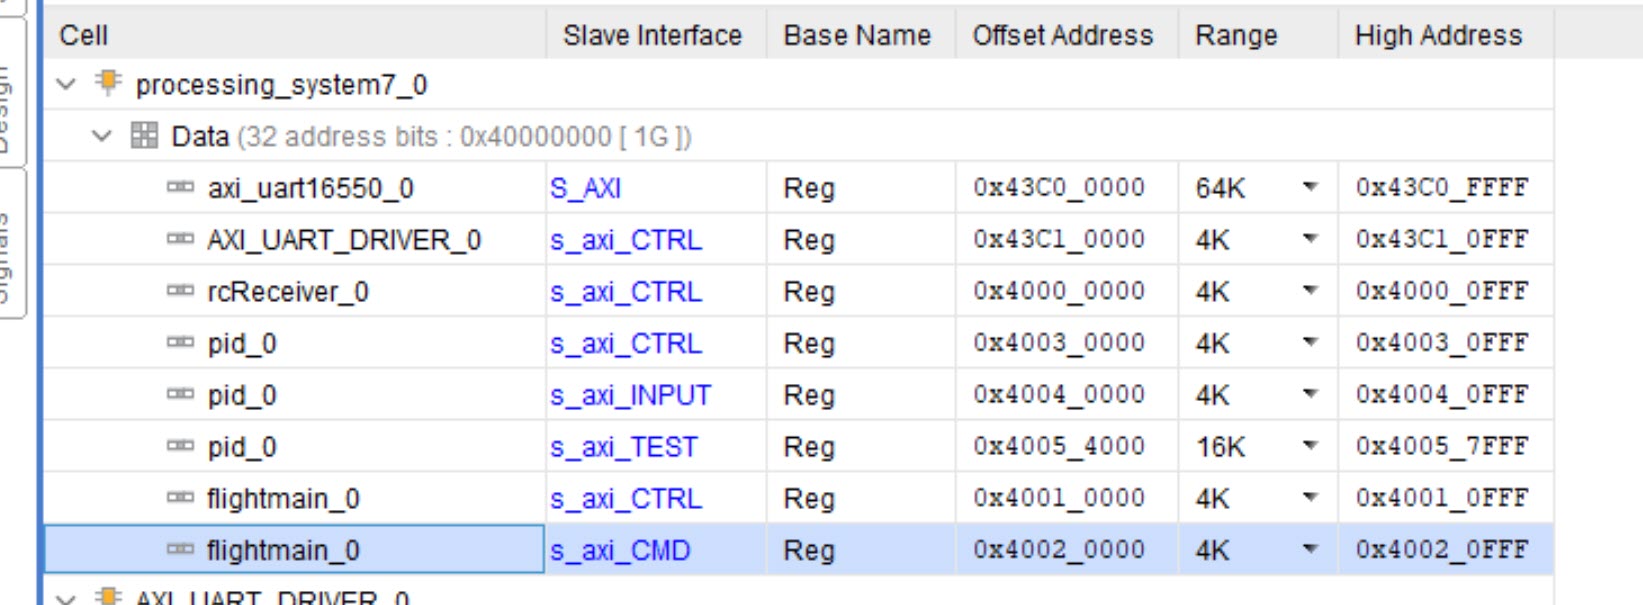 Cell Slave Interface Base Name Offset Address Range High Address
processing_system7_0
Data (32 address bits : 0x40000000 [ 1G ])
axi_uart16550_0 S_AXI Reg 0x43C0_0000 64K 0x43C0_FFFF
AXI_UART_DRIVER_0 s_axi_CTRL Reg 0x43C1_0000 4K 0x43C1_0FFF
rcReceiver_0 s_axi_CTRL Reg 0x4000_0000 4K 0x4000_0FFF
pid_0 s_axi_CTRL Reg 0x4003_0000 4K 0x4003_0FFF
pid_0 s_axi_INPUT Reg 0x4004_0000 4K 0x4004_0FFF
pid_0 s_axi_TEST Reg 0x4005_4000 16K 0x4005_7FFF
flightmain_0 s_axi_CTRL Reg 0x4001_0000 4K 0x4001_0FFF
flightmain_0 s_axi_CMD Reg 0x4002_0000 4K 0x4002_0FFF
AXI_UART_DRIVER_0
Design
Signals